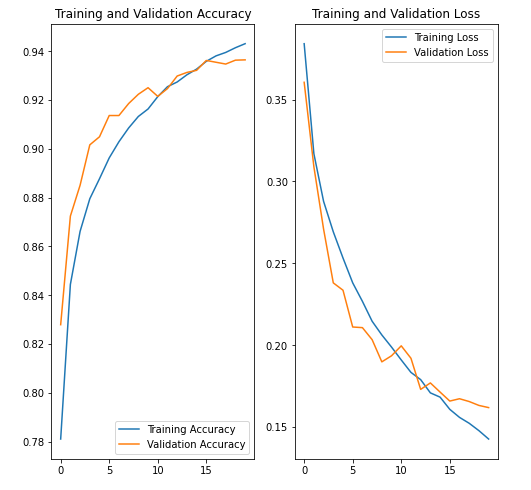 Training and Validation Accuracy
0.94
0.92
0.90
0.88
0.86
0.84
0.82
0.80
0.78
0 5 10 15
Training Accuracy
Validation Accuracy
Training and Validation Loss
Training Loss
Validation Loss
0.35
0.30
0.25
0.20
0.15
0 5 10 15